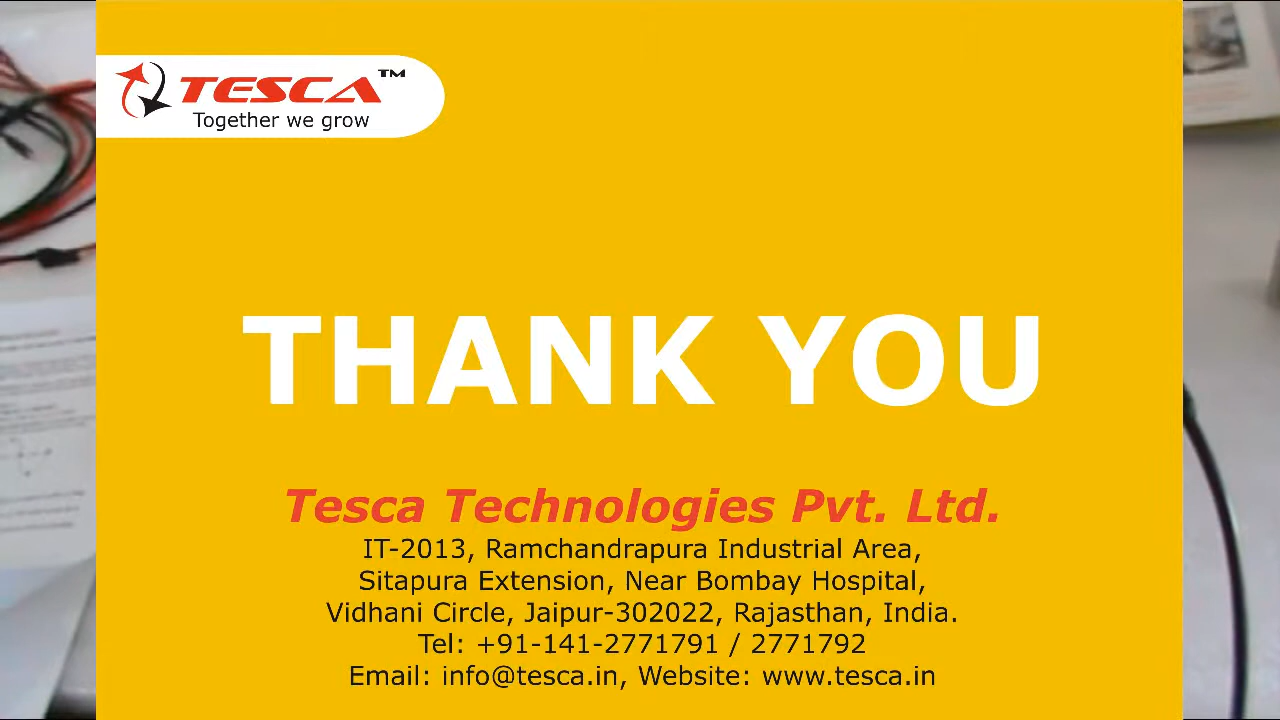 TESCA™
Together we grow
THANK YOU
Tesca Technologies Pvt. Ltd.
IT-2013, Ramchandrapura Industrial Area,
Sitapura Extension, Near Bombay Hospital,
Vidhani Circle, Jaipur-302022, Rajasthan, India.
Tel: +91-141-2771791 / 2771792
Email: info@tesca.in, Website: www.tesca.in